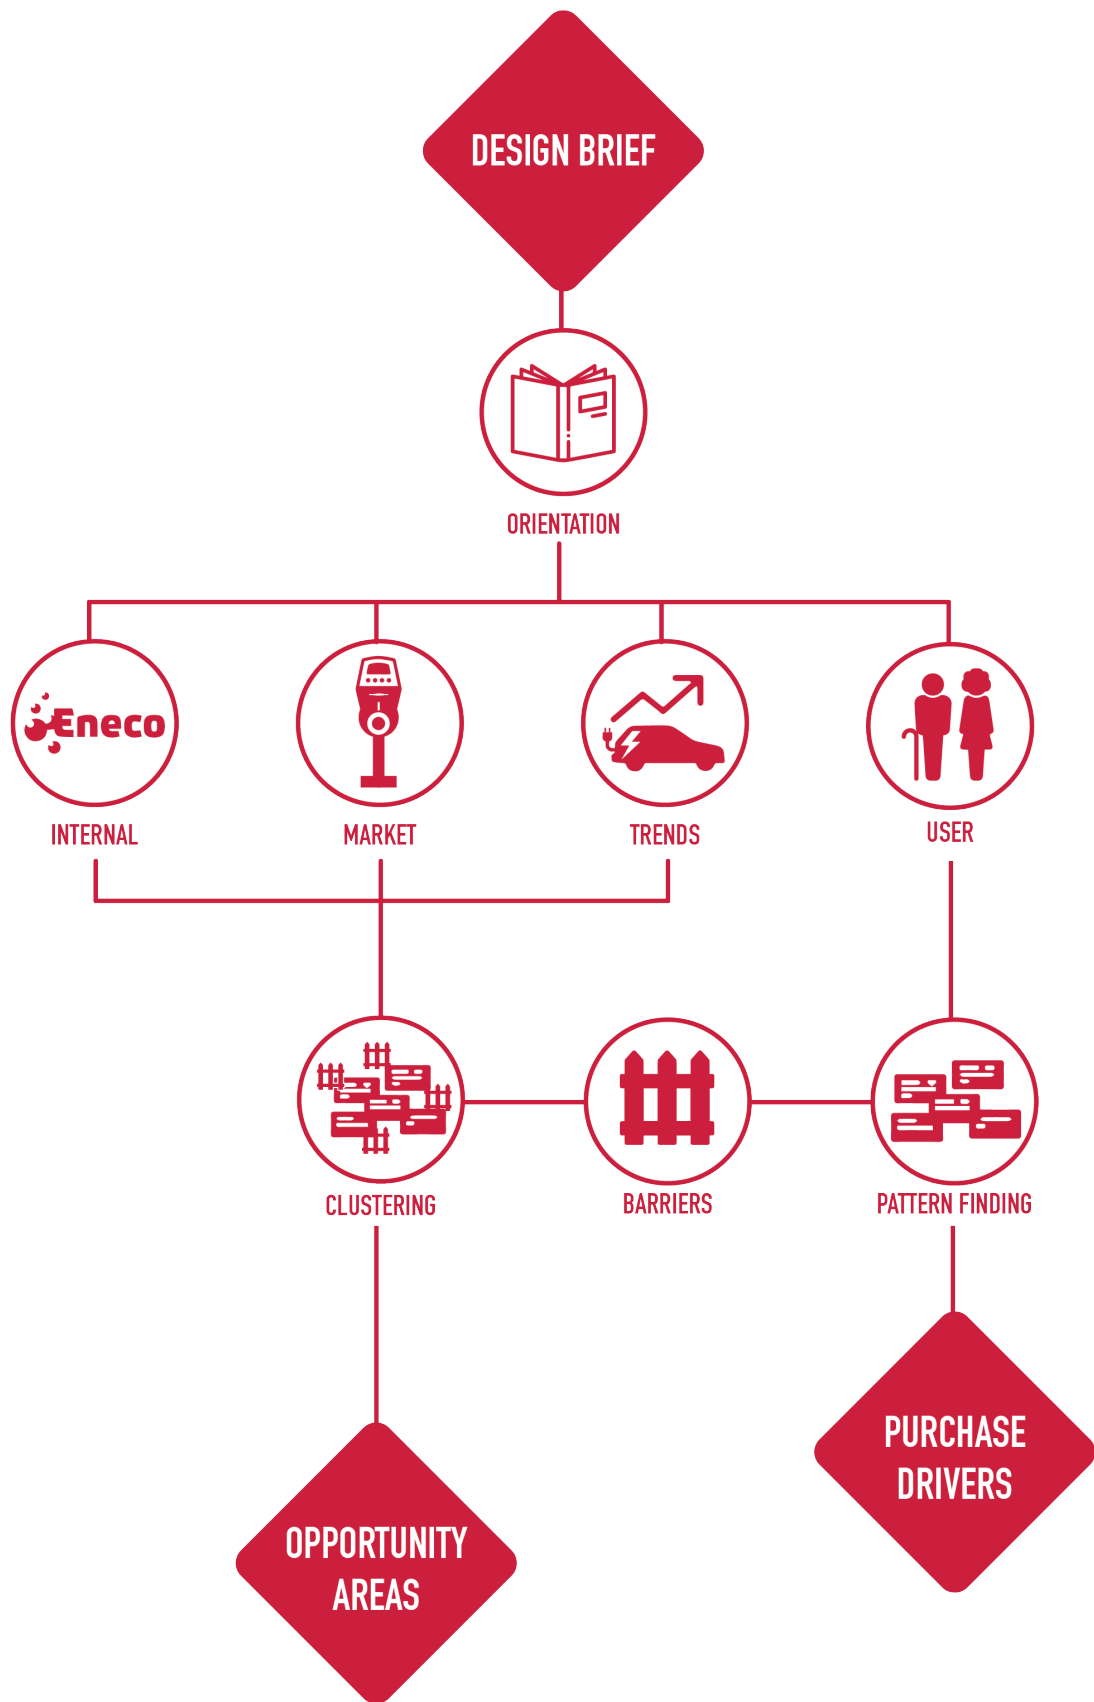 DESIGN BRIEF
ORIENTATION
Eneco
INTERNAL
MARKET
TRENDS
USER
CLUSTERING
BARRIERS
PATTERN FINDING
PURCHASE
DRIVERS
OPPORTUNITY
AREAS